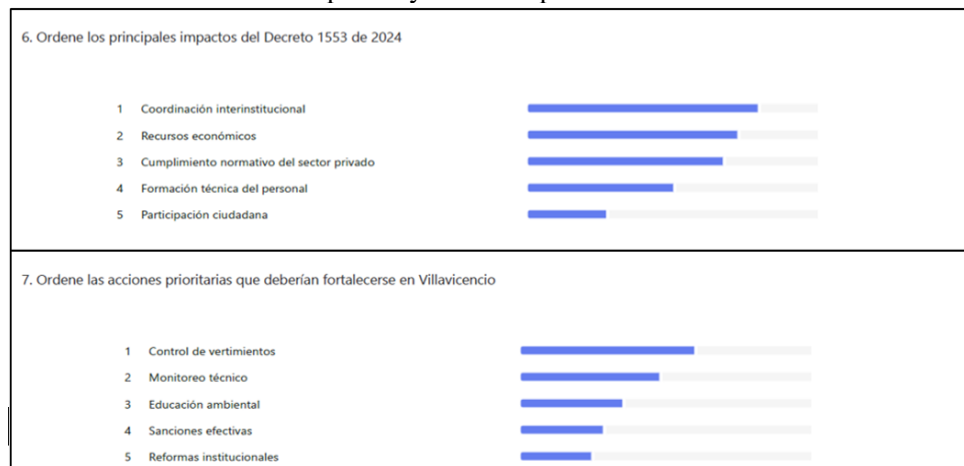 6. Ordene los principales impactos del Decreto 1553 de 2024
1 Coordinación interinstitucional
2 Recursos económicos
3 Cumplimiento normativo del sector privado
4 Formación técnica del personal
5 Participación ciudadana
7. Ordene las acciones prioritarias que deberían fortalecerse en Villavicencio
1 Control de vertimientos
2 Monitoreo técnico
3 Educación ambiental
4 Sanciones efectivas
5 Reformas institucionales